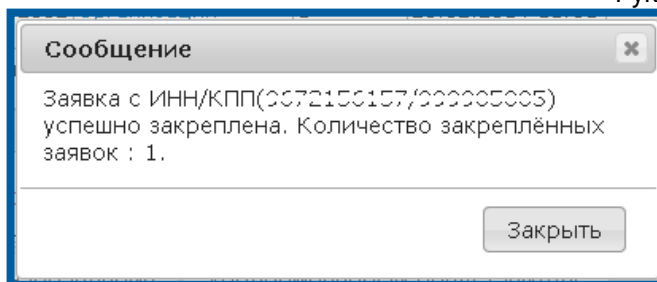 Сообщение
Заявка с ИНН/КПП
успешно закреплена. Количество закреплённых
заявок : 1.
Закрыть